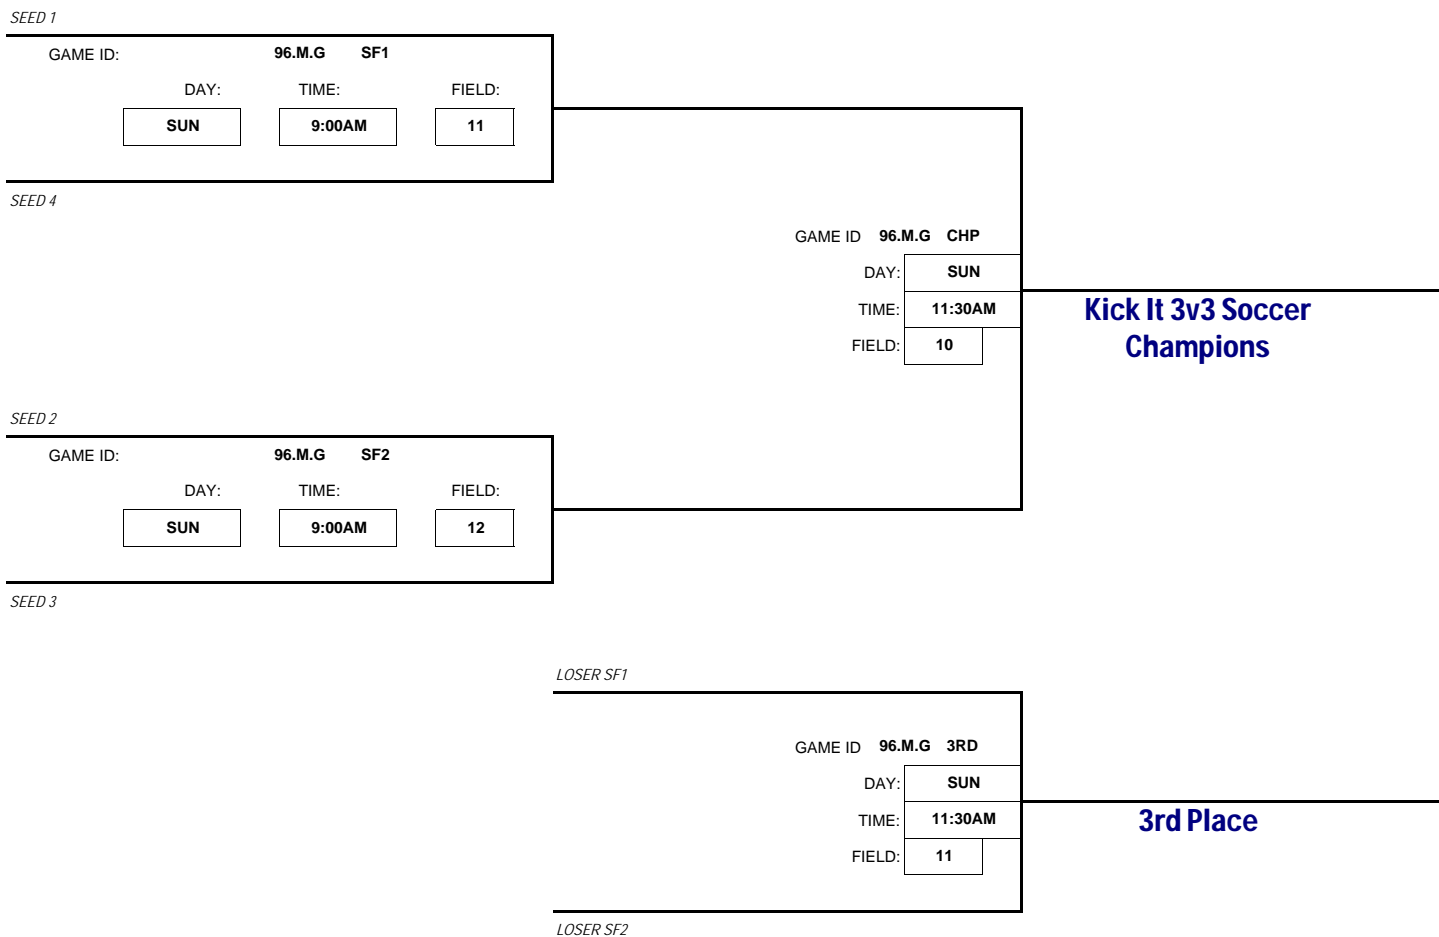 SEED 1
GAME ID: 96.M.G SF1
DAY: TIME: FIELD:
SUN 9:00AM 11
SEED 4
GAME ID 96.M.G CHP
DAY: SUN
TIME: 11:30AM
FIELD: 10
Kick It 3v3 Soccer
Champions
SEED 2
GAME ID: 96.M.G SF2
DAY: TIME: FIELD:
SUN 9:00AM 12
SEED 3
LOSER SF1
GAME ID 96.M.G 3RD
DAY: SUN
TIME: 11:30AM
FIELD: 11
3rd Place
LOSER SF2